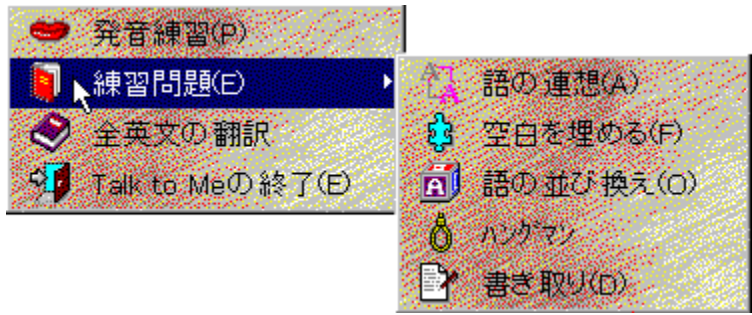 発音練習(P)
練習問題(E)
全英文の翻訳
Talk to Meの終了(E)
語の連想(A)
空白を埋める(F)
語の並び換え(O)
ﾊﾝｸﾞﾏﾝ
書き取り(D)